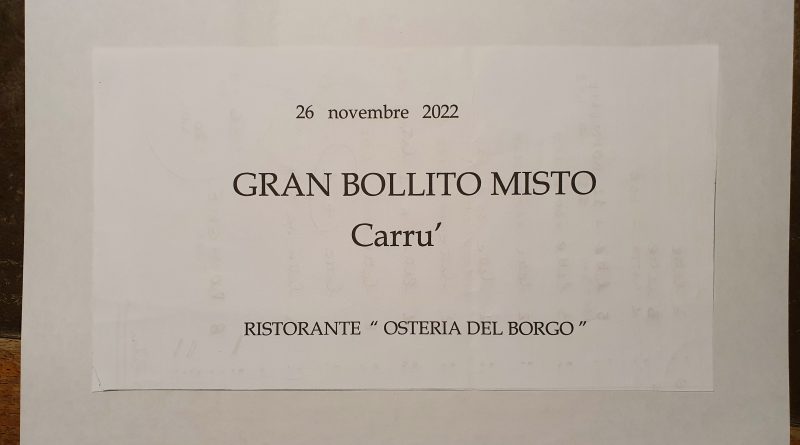 26 novembre 2022
GRAN BOLLITO MISTO
Carru'
RISTORANTE “ OSTERIA DEL BORGO ”